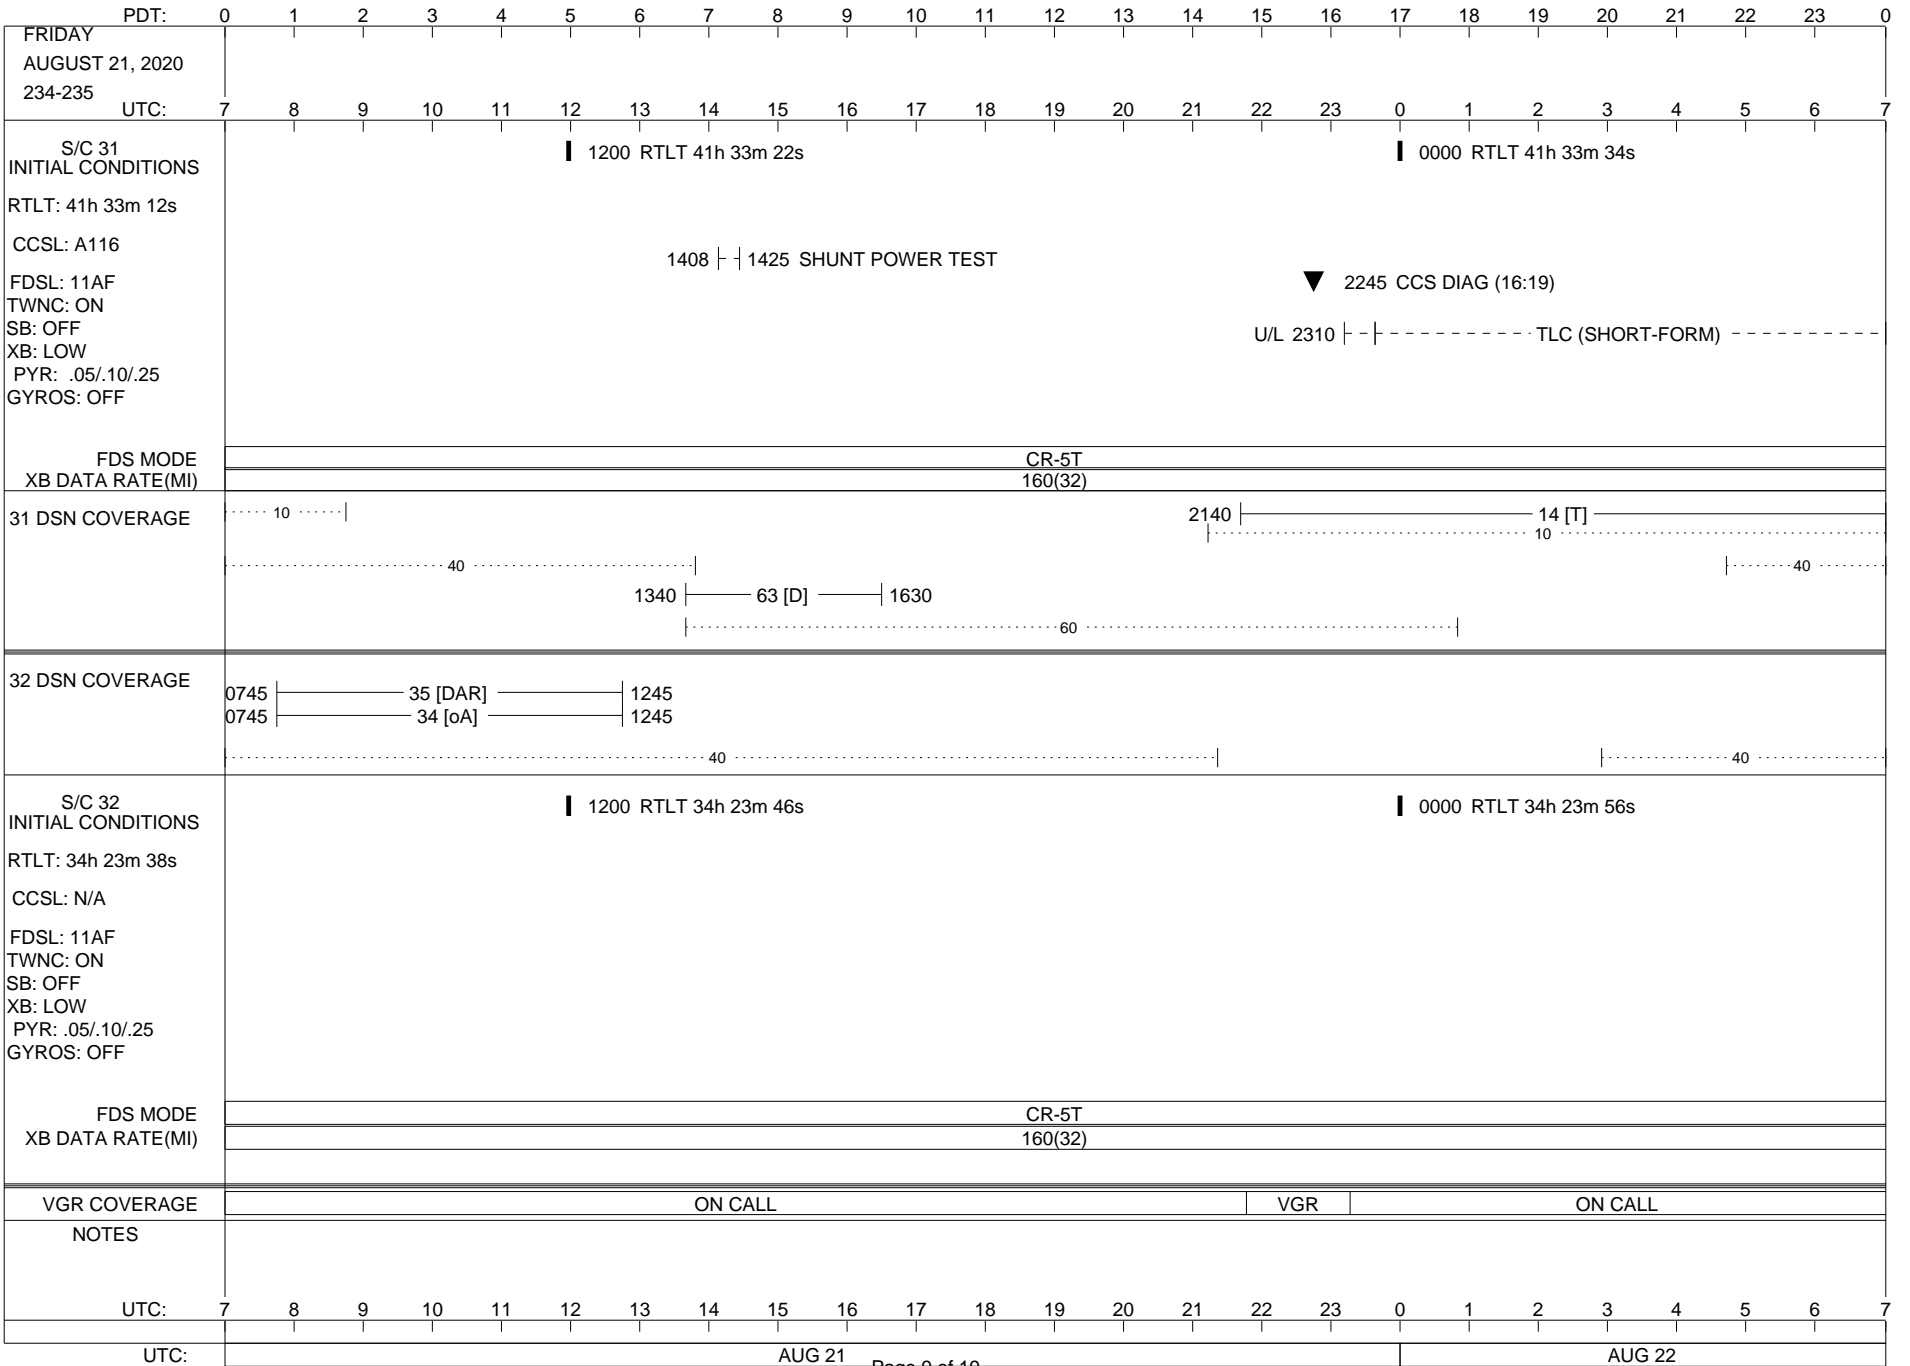 PDT: 0 1 2 3 4 5 6 7 8 9 10 11 12 13 14 15 16 17 18 19 20 21 22 23 0
FRIDAY
AUGUST 21, 2020
234-235
UTC: 7 8 9 10 11 12 13 14 15 16 17 18 19 20 21 22 23 0 1 2 3 4 5 6 7
S/C 31
INITIAL CONDITIONS
1200 RTLT 41h 33m 22s
0000 RTLT 41h 33m 34s
RTLT: 41h 33m 12s
CCSL: A116
1408 1425 SHUNT POWER TEST
FDSL: 11AF
2245 CCS DIAG (16:19)
TWNC: ON
SB: OFF
U/L 2310 TLC (SHORT-FORM)
XB: LOW
PYR: .05/.10/.25
GYROS: OFF
FDS MODE CR-5T
XB DATA RATE(MI) 160(32)
31 DSN COVERAGE
10
2140 14 [T]
10
40
40
1340 63 [D] 1630
60
32 DSN COVERAGE
0745 35 [DAR] 1245
0745 34 [oA] 1245
40
40
S/C 32
INITIAL CONDITIONS
1200 RTLT 34h 23m 46s
0000 RTLT 34h 23m 56s
RTLT: 34h 23m 38s
CCSL: N/A
FDSL: 11AF
TWNC: ON
SB: OFF
XB: LOW
PYR: .05/.10/.25
GYROS: OFF
FDS MODE CR-5T
XB DATA RATE(MI) 160(32)
VGR COVERAGE ON CALL VGR ON CALL
NOTES
UTC: 7 8 9 10 11 12 13 14 15 16 17 18 19 20 21 22 23 0 1 2 3 4 5 6 7
UTC: AUG 21 AUG 22